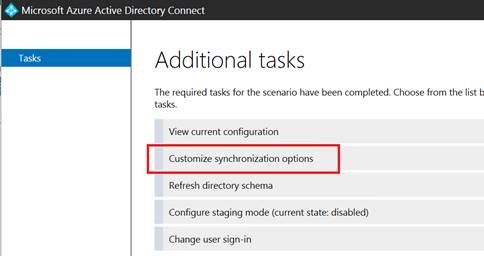 Microsoft Azure Active Directory Connect
Tasks
Additional tasks
The required tasks for the scenario have been completed. Choose from the list b
tasks.
View current configuration
Customize synchronization options
Refresh directory schema
Configure staging mode (current state: disabled)
Change user sign-in